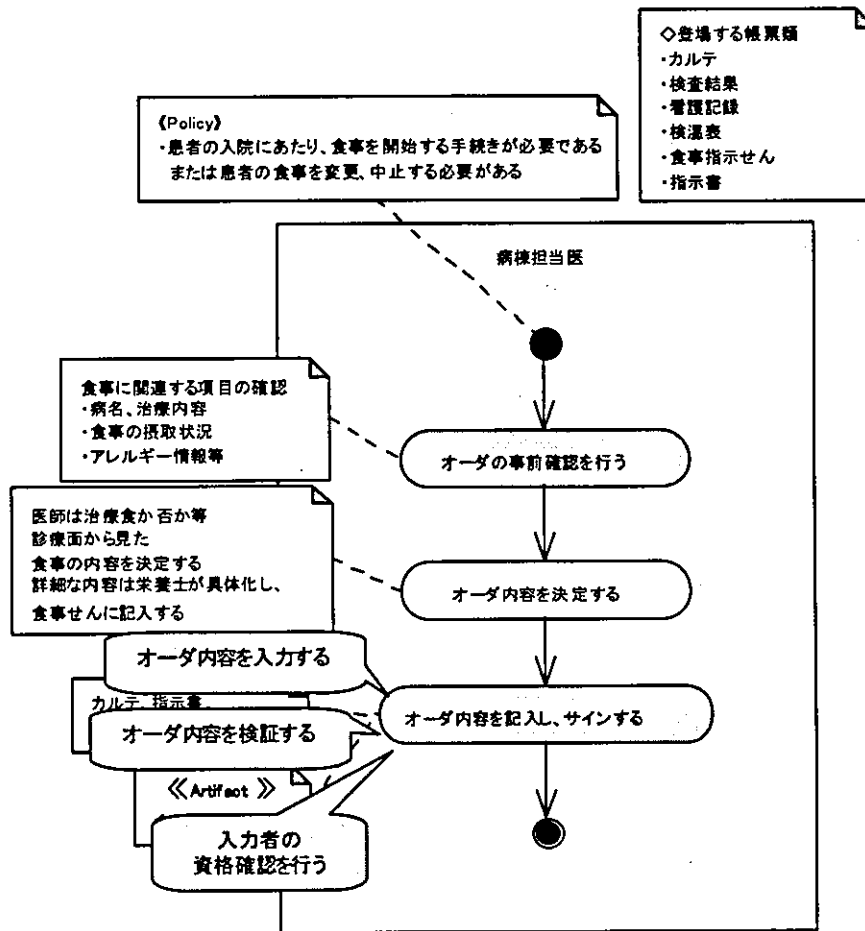 ◇登場する帳票類
・カルテ
・検査結果
・看護記録
・検温表
・食事指示せん
・指示書
《Policy》
・患者の入院にあたり、食事を開始する手続きが必要である
または患者の食事を変更、中止する必要がある
病棟担当医
食事に関連する項目の確認
・病名、治療内容
・食事の摂取状況
・アレルギー情報等
オーダの事前確認を行う
医師は治療食か否か等
診療面から見た
食事の内容を決定する
詳細な内容は栄養士が具体化し、
食事せんに記入する
オーダ内容を決定する
オーダ内容を入力する
カルテ、指示書、
オーダ内容を記入し、サインする
オーダ内容を検証する
《Artifact》
入力者の
資格確認を行う